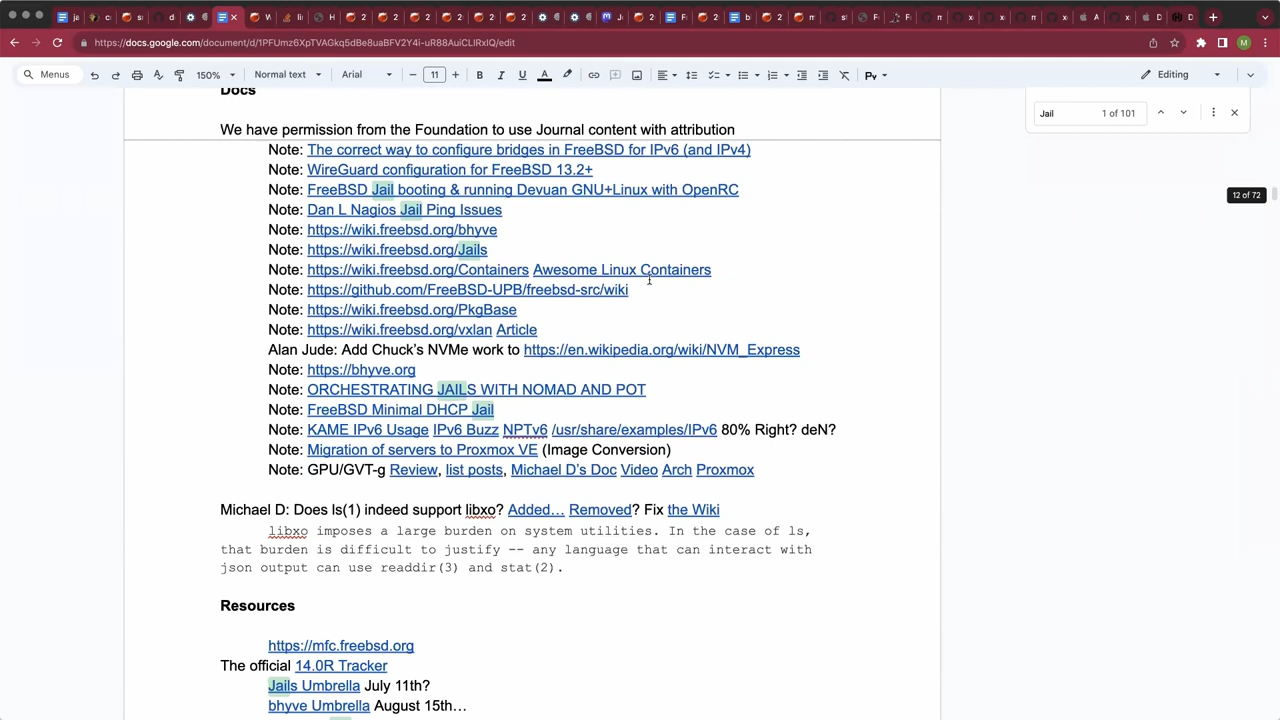 https://docs.google.com/document/d/1PFUmz6XpTVAGkq5dBe8uaBFV2Y4i-uR88AuiCLIRxIQ/edit
M
Menus
150%
Normal text
Arial
11
B I U A
Editing
Jail 1 of 101
12 of 72
Docs
We have permission from the Foundation to use Journal content with attribution
Note: The correct way to configure bridges in FreeBSD for IPv6 (and IPv4)
Note: WireGuard configuration for FreeBSD 13.2+
Note: FreeBSD Jail booting & running Devuan GNU+Linux with OpenRC
Note: Dan L Nagios Jail Ping Issues
Note: https://wiki.freebsd.org/bhyve
Note: https://wiki.freebsd.org/Jails
Note: https://wiki.freebsd.org/Containers Awesome Linux Containers
Note: https://github.com/FreeBSD-UPB/freebsd-src/wiki
Note: https://wiki.freebsd.org/PkgBase
Note: https://wiki.freebsd.org/vxlan Article
Alan Jude: Add Chuck's NVMe work to https://en.wikipedia.org/wiki/NVM_Express
Note: https://bhyve.org
Note: ORCHESTRATING JAILS WITH NOMAD AND POT
Note: FreeBSD Minimal DHCP Jail
Note: KAME IPv6 Usage IPv6 Buzz NPTv6 /usr/share/examples/IPv6 80% Right? deN?
Note: Migration of servers to Proxmox VE (Image Conversion)
Note: GPU/GVT-g Review, list posts, Michael D's Doc Video Arch Proxmox
Michael D: Does ls(1) indeed support libxo? Added… Removed? Fix the Wiki
libxo imposes a large burden on system utilities. In the case of ls,
that burden is difficult to justify -- any language that can interact with
json output can use readdir(3) and stat(2).
Resources
https://mfc.freebsd.org
The official 14.0R Tracker
Jails Umbrella July 11th?
bhyve Umbrella August 15th…